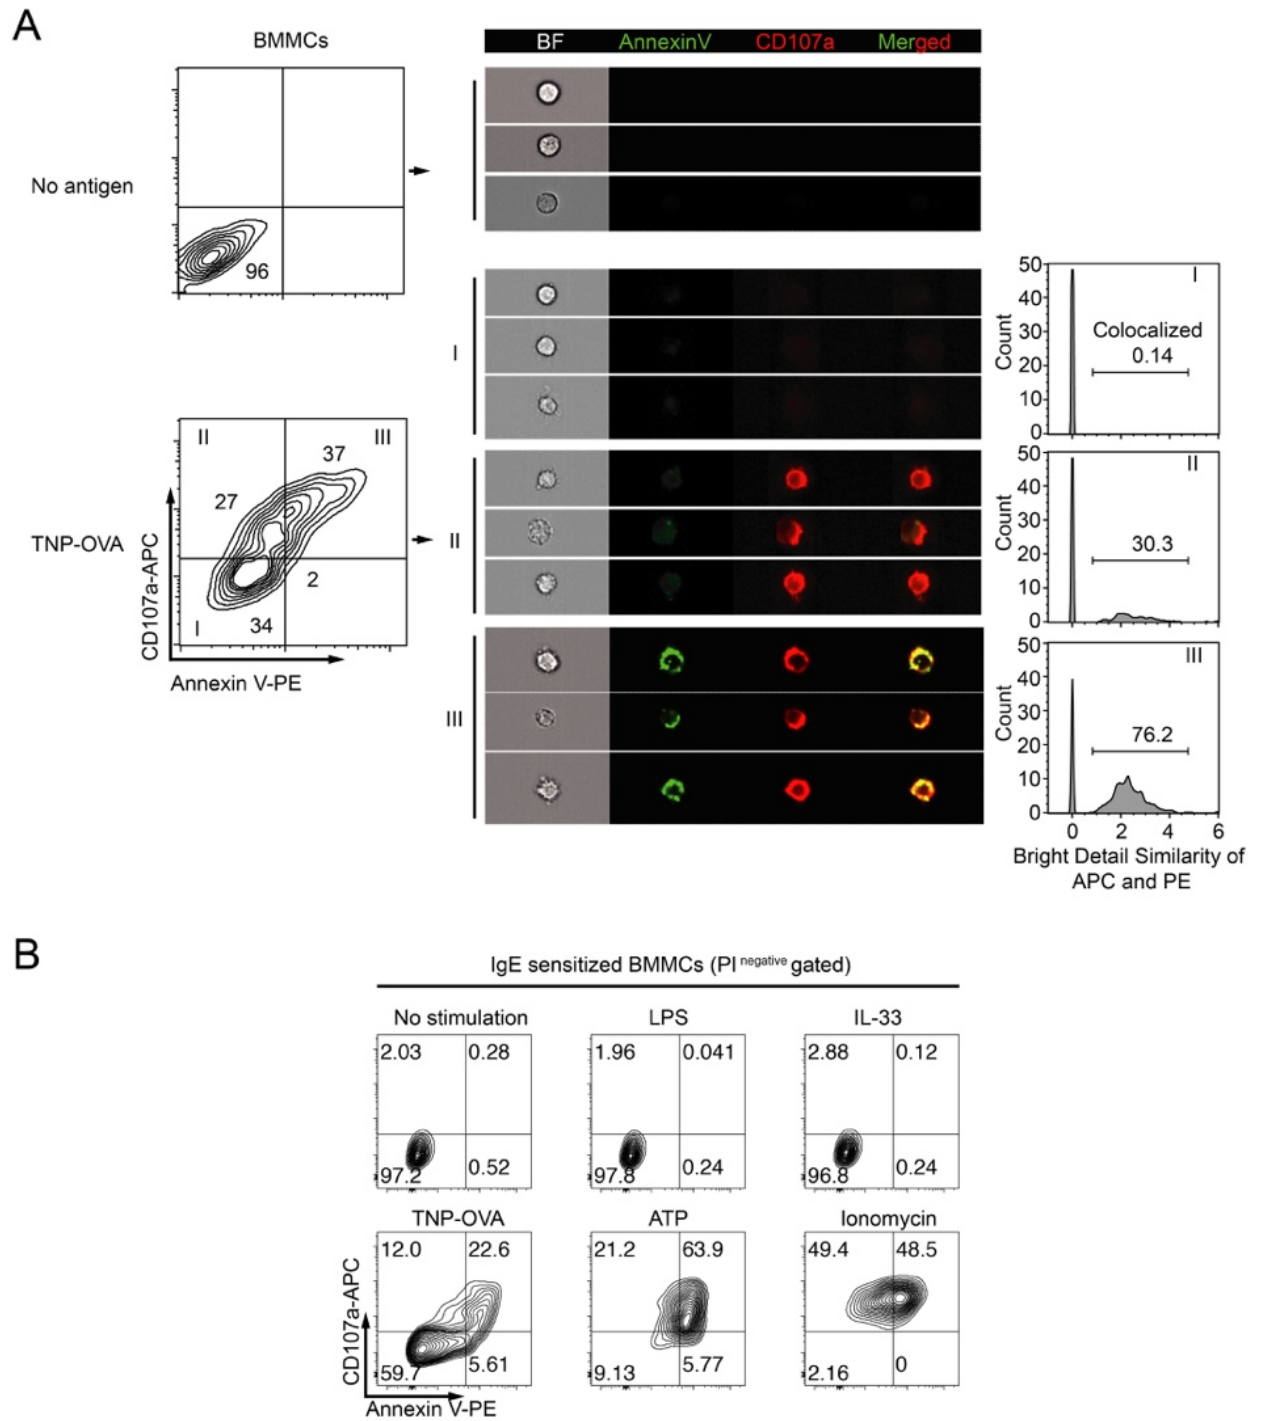 A
BMMCs
BF AnnexinV CD107a Merged
No antigen
96
TNP-OVA
II III
37
27
2
I 34
CD107a-APC
Annexin V-PE
I
II
III
50
40
30
20
10
0
Count
I
Colocalized
0.14
50
40
30
20
10
0
Count
II
30.3
50
40
30
20
10
0
Count
III
76.2
0 2 4 6
Bright Detail Similarity of
APC and PE
B
IgE sensitized BMMCs (PI negative gated)
No stimulation LPS IL-33
2.03 0.28 1.96 0.041 2.88 0.12
97.2 0.52 97.8 0.24 96.8 0.24
TNP-OVA ATP Ionomycin
12.0 22.6 21.2 63.9 49.4 48.5
59.7 5.61 9.13 5.77 2.16 0
CD107a-APC
Annexin V-PE